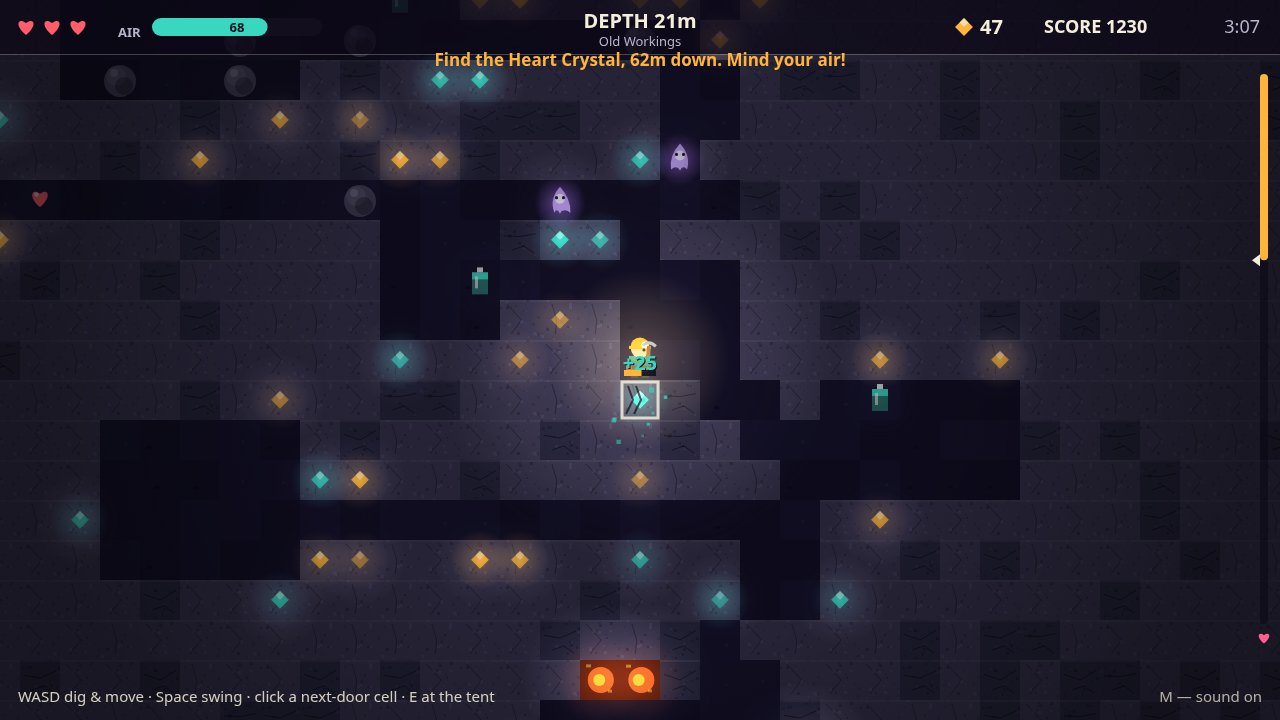 AIR
68
DEPTH 21m
Old Workings
47
SCORE 1230
3:07
Find the Heart Crystal, 62m down. Mind your air!
+25
WASD dig & move · Space swing · click a next-door cell · E at the tent
M — sound on